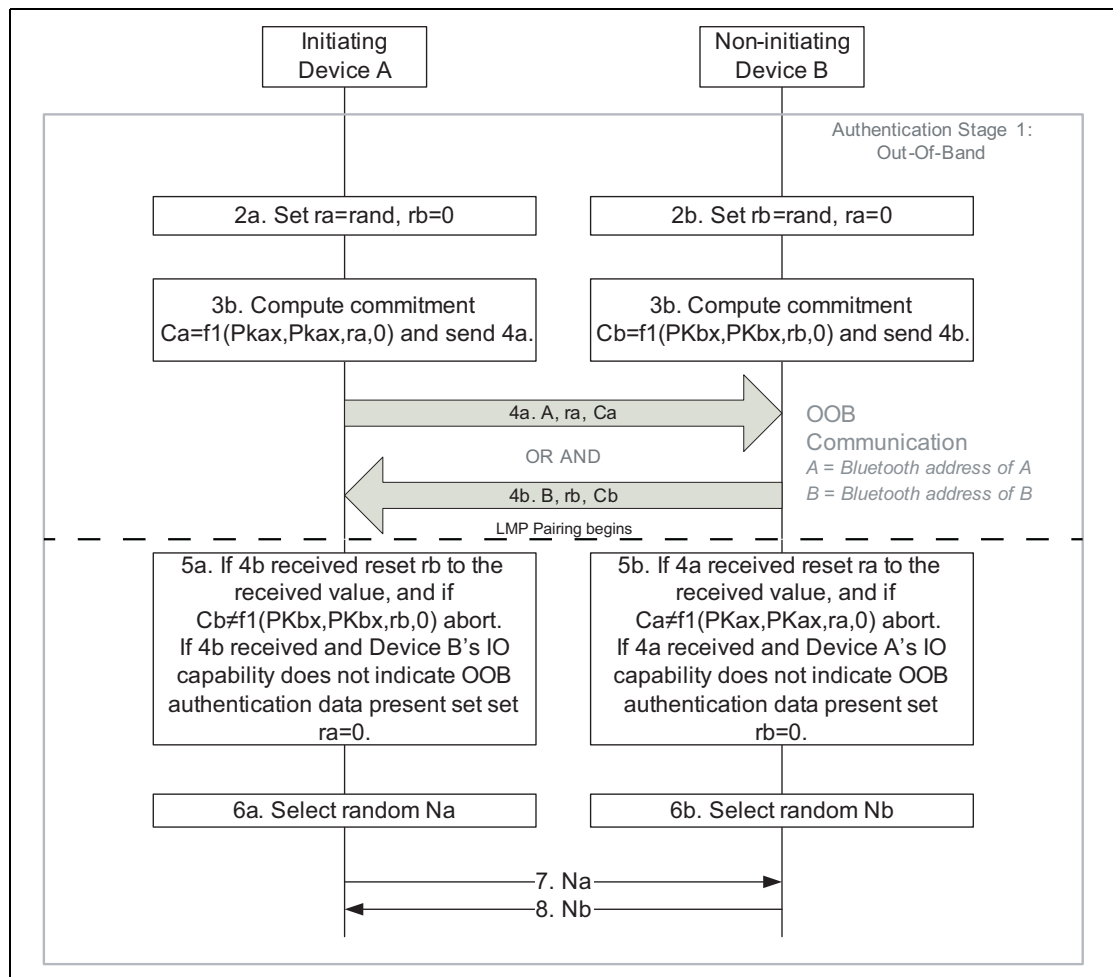 Initiating
Device A
Non-initiating
Device B
Authentication Stage 1:
Out-Of-Band
2a. Set ra=rand, rb=0
2b. Set rb=rand, ra=0
3b. Compute commitment
Ca=f1(Pkax,Pkax,ra,0) and send 4a.
3b. Compute commitment
Cb=f1(PKbx,PKbx,rb,0) and send 4b.
4a. A, ra, Ca
OR AND
4b. B, rb, Cb
OOB
Communication
A = Bluetooth address of A
B = Bluetooth address of B
LMP Pairing begins
5a. If 4b received reset rb to the
received value, and if
Cb≠f1(PKbx,PKbx,rb,0) abort.
If 4b received and Device B’s IO
capability does not indicate OOB
authentication data present set set
ra=0.
5b. If 4a received reset ra to the
received value, and if
Ca≠f1(PKax,PKax,ra,0) abort.
If 4a received and Device A’s IO
capability does not indicate OOB
authentication data present set
rb=0.
6a. Select random Na
6b. Select random Nb
7. Na
8. Nb